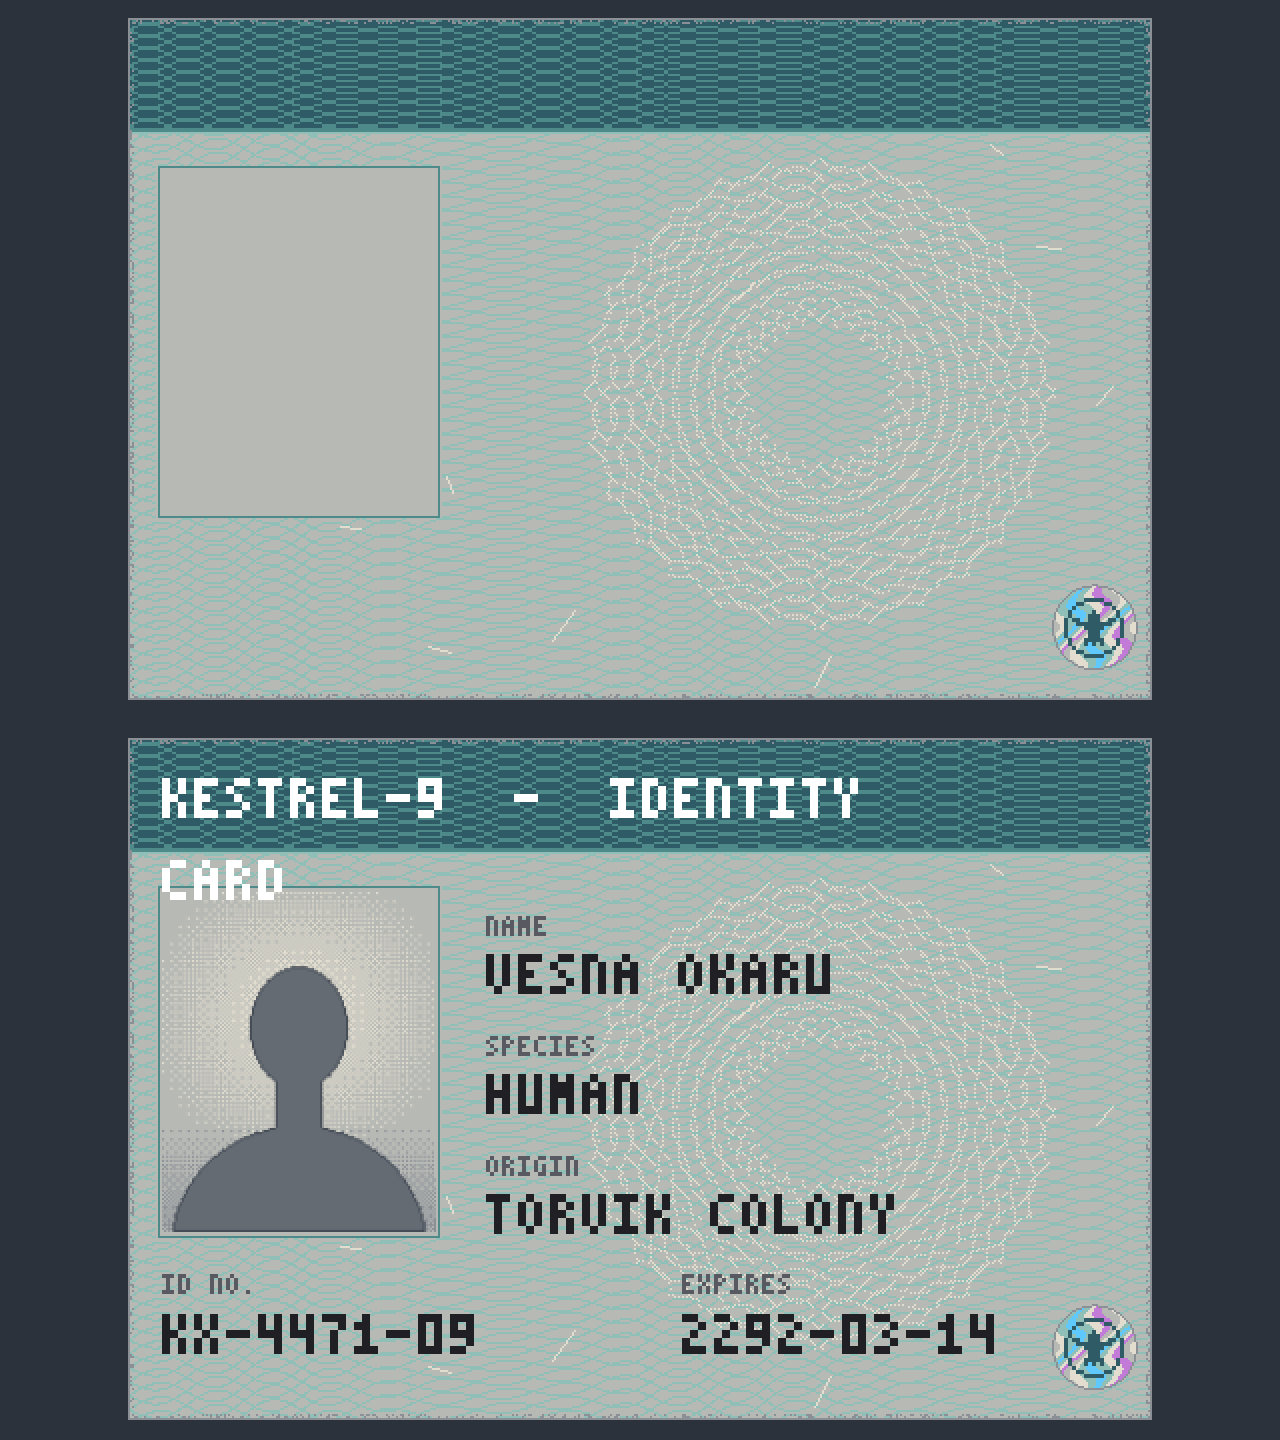 KESTREL-9 - IDENTITY
CARD
NAME
VESNA OKARU
SPECIES
HUMAN
ORIGIN
TORVIK COLONY
ID NO.
EXPIRES
KX-4471-09
2292-03-14